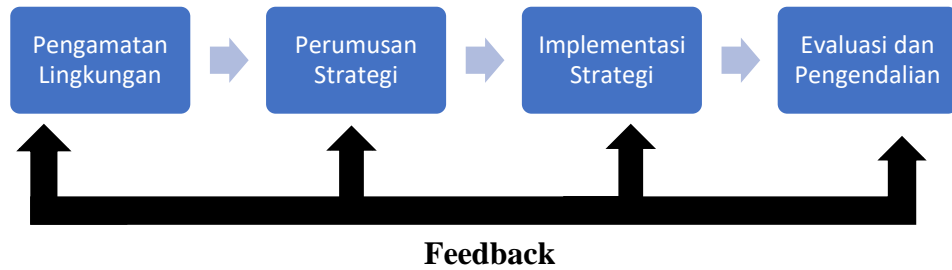 Pengamatan
Lingkungan
Perumusan
Strategi
Implementasi
Strategi
Evaluasi dan
Pengendalian
Feedback